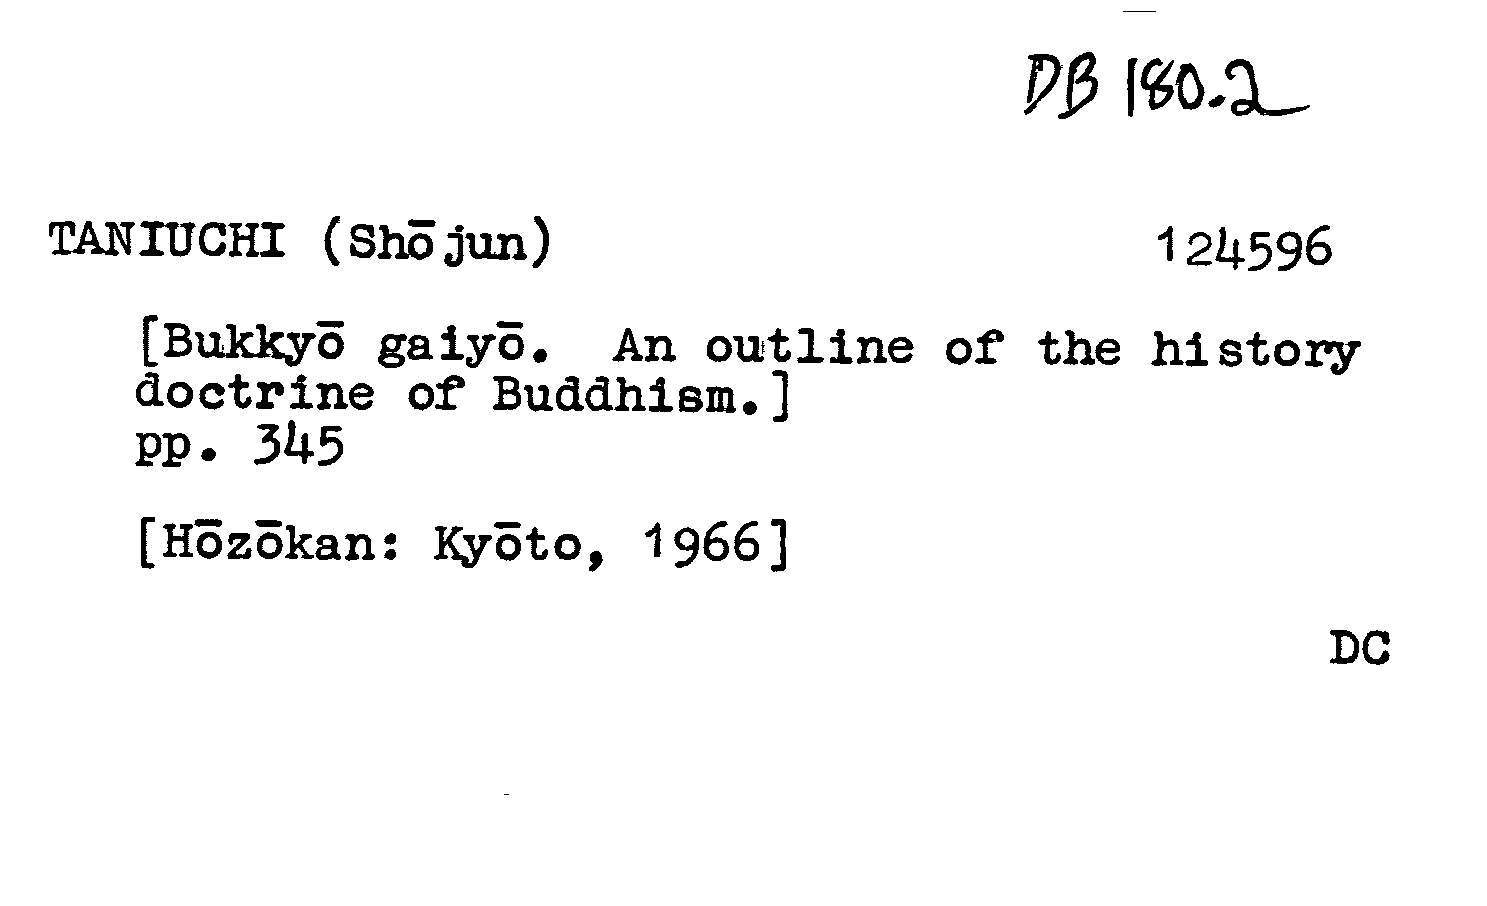 DB 180.2
TANIUCHI (Shōjun) 124596
[Bukkyō gaiyō. An outline of the history
doctrine of Buddhism.]
pp. 345
[Hōzōkan: Kyōto, 1966]
DC